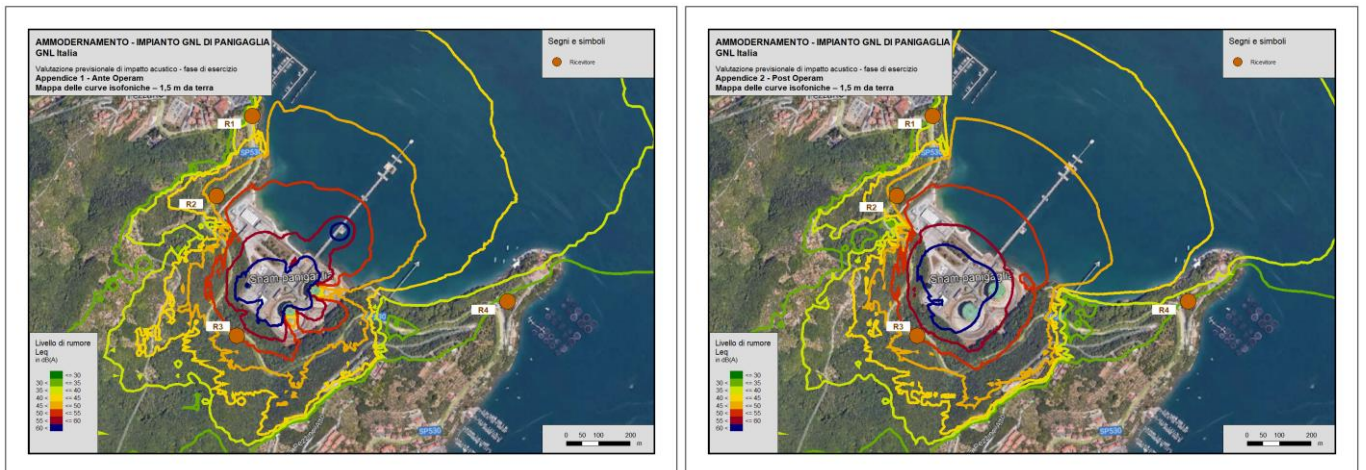 AMMODERNAMENTO - IMPIANTO GNL DI PANIGAGLIA
GNL Italia
Valutazione previsionale di impatto acustico - fase di esercizio
Appendice 1 - Ante Operam
Mappa delle curve isofoniche – 1,5 m da terra
Segni e simboli
Ricevitore
R1
SP530
R2
Snam-panigaglia
R3
R4
Livello di rumore
Leq
in dB(A)
<= 30
30 < <= 35
35 < <= 40
40 < <= 45
45 < <= 50
50 < <= 55
55 < <= 60
60 <
SP530
0 50 100 200
m
AMMODERNAMENTO - IMPIANTO GNL DI PANIGAGLIA
GNL Italia
Valutazione previsionale di impatto acustico - fase di esercizio
Appendice 2 - Post Operam
Mappa delle curve isofoniche – 1,5 m da terra
Segni e simboli
Ricevitore
R1
SP530
R2
Snam-panigaglia
R3
R4
Livello di rumore
Leq
in dB(A)
<= 30
30 < <= 35
35 < <= 40
40 < <= 45
45 < <= 50
50 < <= 55
55 < <= 60
60 <
SP530
0 50 100 200
m